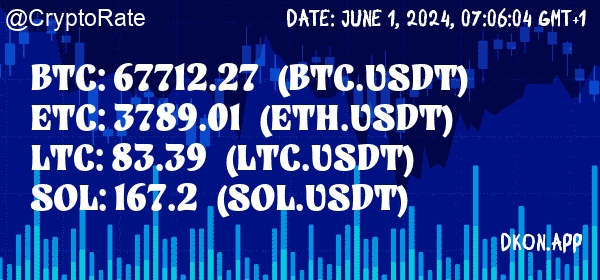 @CryptoRate
DATE: JUNE 1, 2024, 07:06:04 GMT+1
BTC: 67712.27 (BTC.USDT)
ETC: 3789.01 (ETH.USDT)
LTC: 83.39 (LTC.USDT)
SOL: 167.2 (SOL.USDT)
DKON.APP